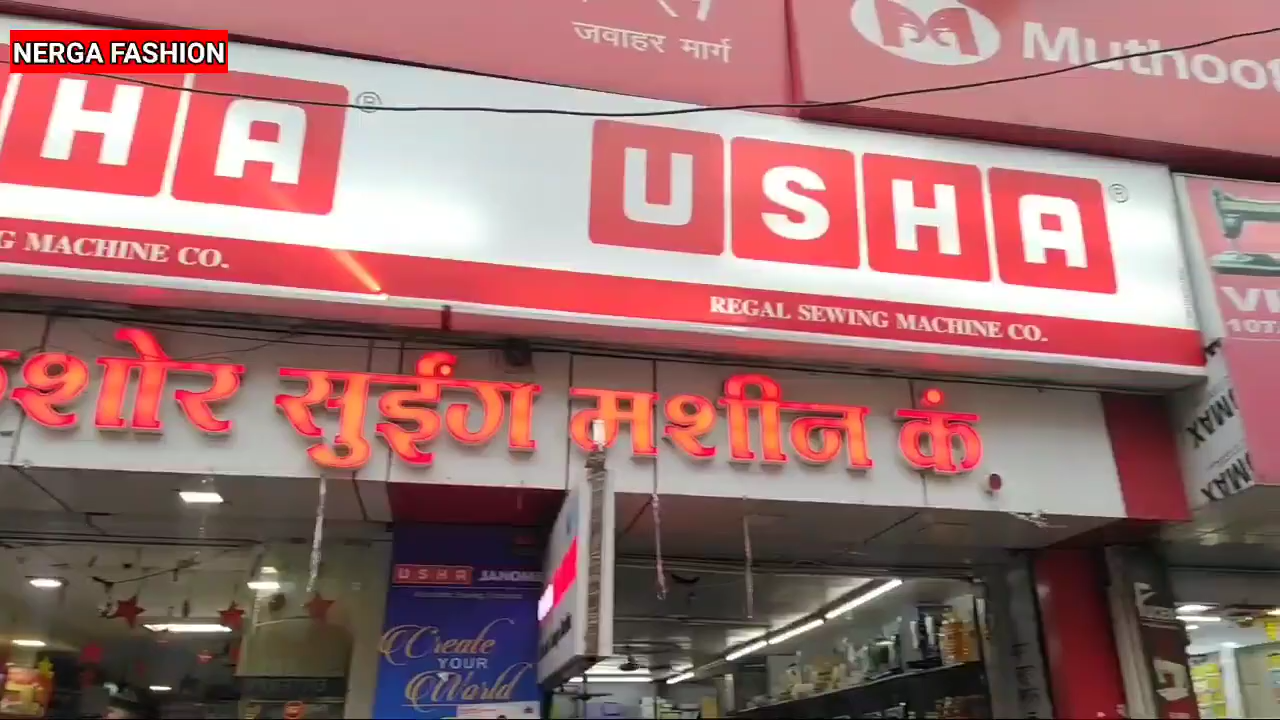 NERGA FASHION
जवाहर मार्ग
Muthoot
HA®
USHA®
G MACHINE CO.
REGAL SEWING MACHINE CO.
शोर सुईंग मशीन कं.
USHA JANOME
Create
YOUR
World